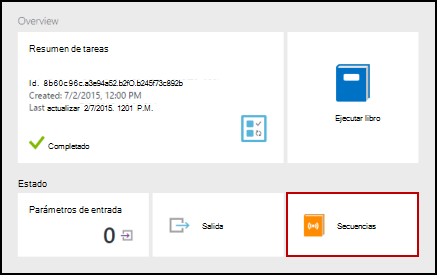 Overview
Resumen de tareas
Id. 8b60c96c.a3e94a52.b2fO.b245f73c892b
Created: 7/2/2015, 12:00 PM
Last actualizar 2/7/2015. 1201 P.M.
Completado
Ejecutar libro
Estado
Parámetros de entrada
0
Salida
Secuencias